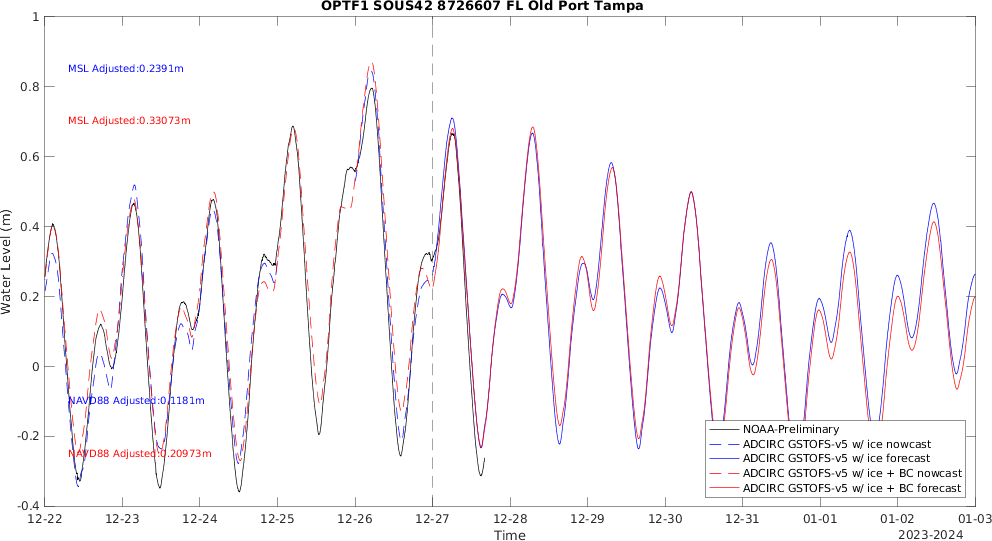 OPTF1 SOUS42 8726607 FL Old Port Tampa
1
0.8
0.6
0.4
0.2
0
-0.2
-0.4
Water Level (m)
MSL Adjusted:0.2391m
MSL Adjusted:0.33073m
NAVD88 Adjusted:0.1181m
NAVD88 Adjusted:0.20973m
NOAA-Preliminary
ADCIRC GSTOFS-v5 w/ ice nowcast
ADCIRC GSTOFS-v5 w/ ice forecast
ADCIRC GSTOFS-v5 w/ ice + BC nowcast
ADCIRC GSTOFS-v5 w/ ice + BC forecast
12-22 12-23 12-24 12-25 12-26 12-27 12-28 12-29 12-30 12-31 01-01 01-02 01-03
Time
2023-2024